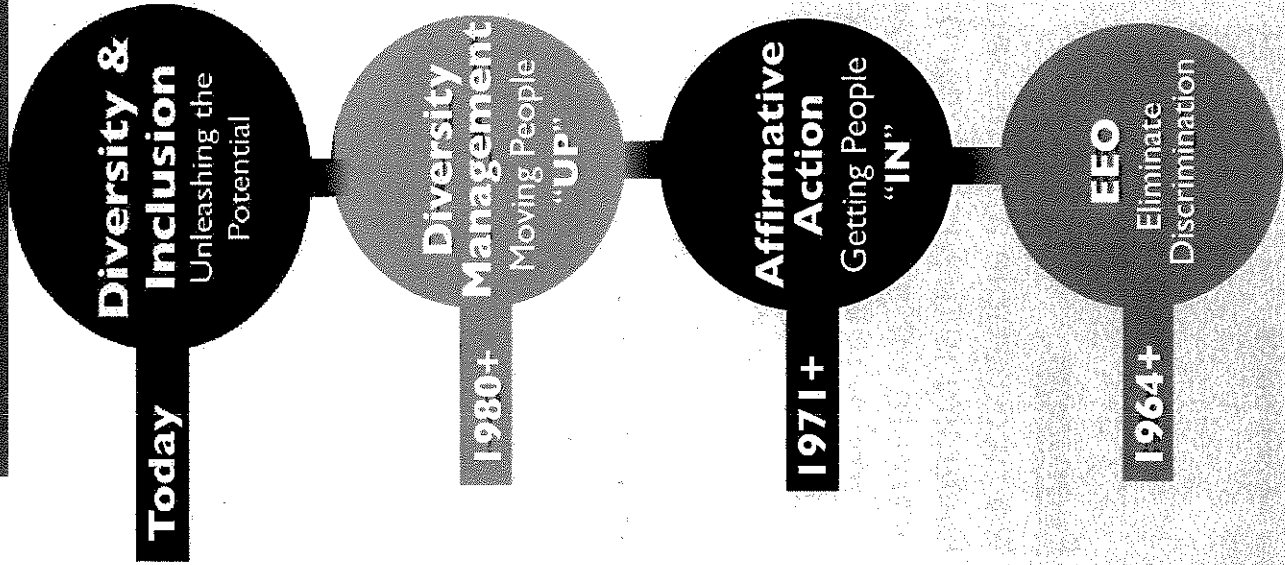 1964+
EEO
Eliminate
Discrimination
1971+
Affirmative
Action
Getting People
“IN”
1980+
Diversity
Management
Moving People
“UP”
Today
Diversity &
Inclusion
Unleashing the
Potential